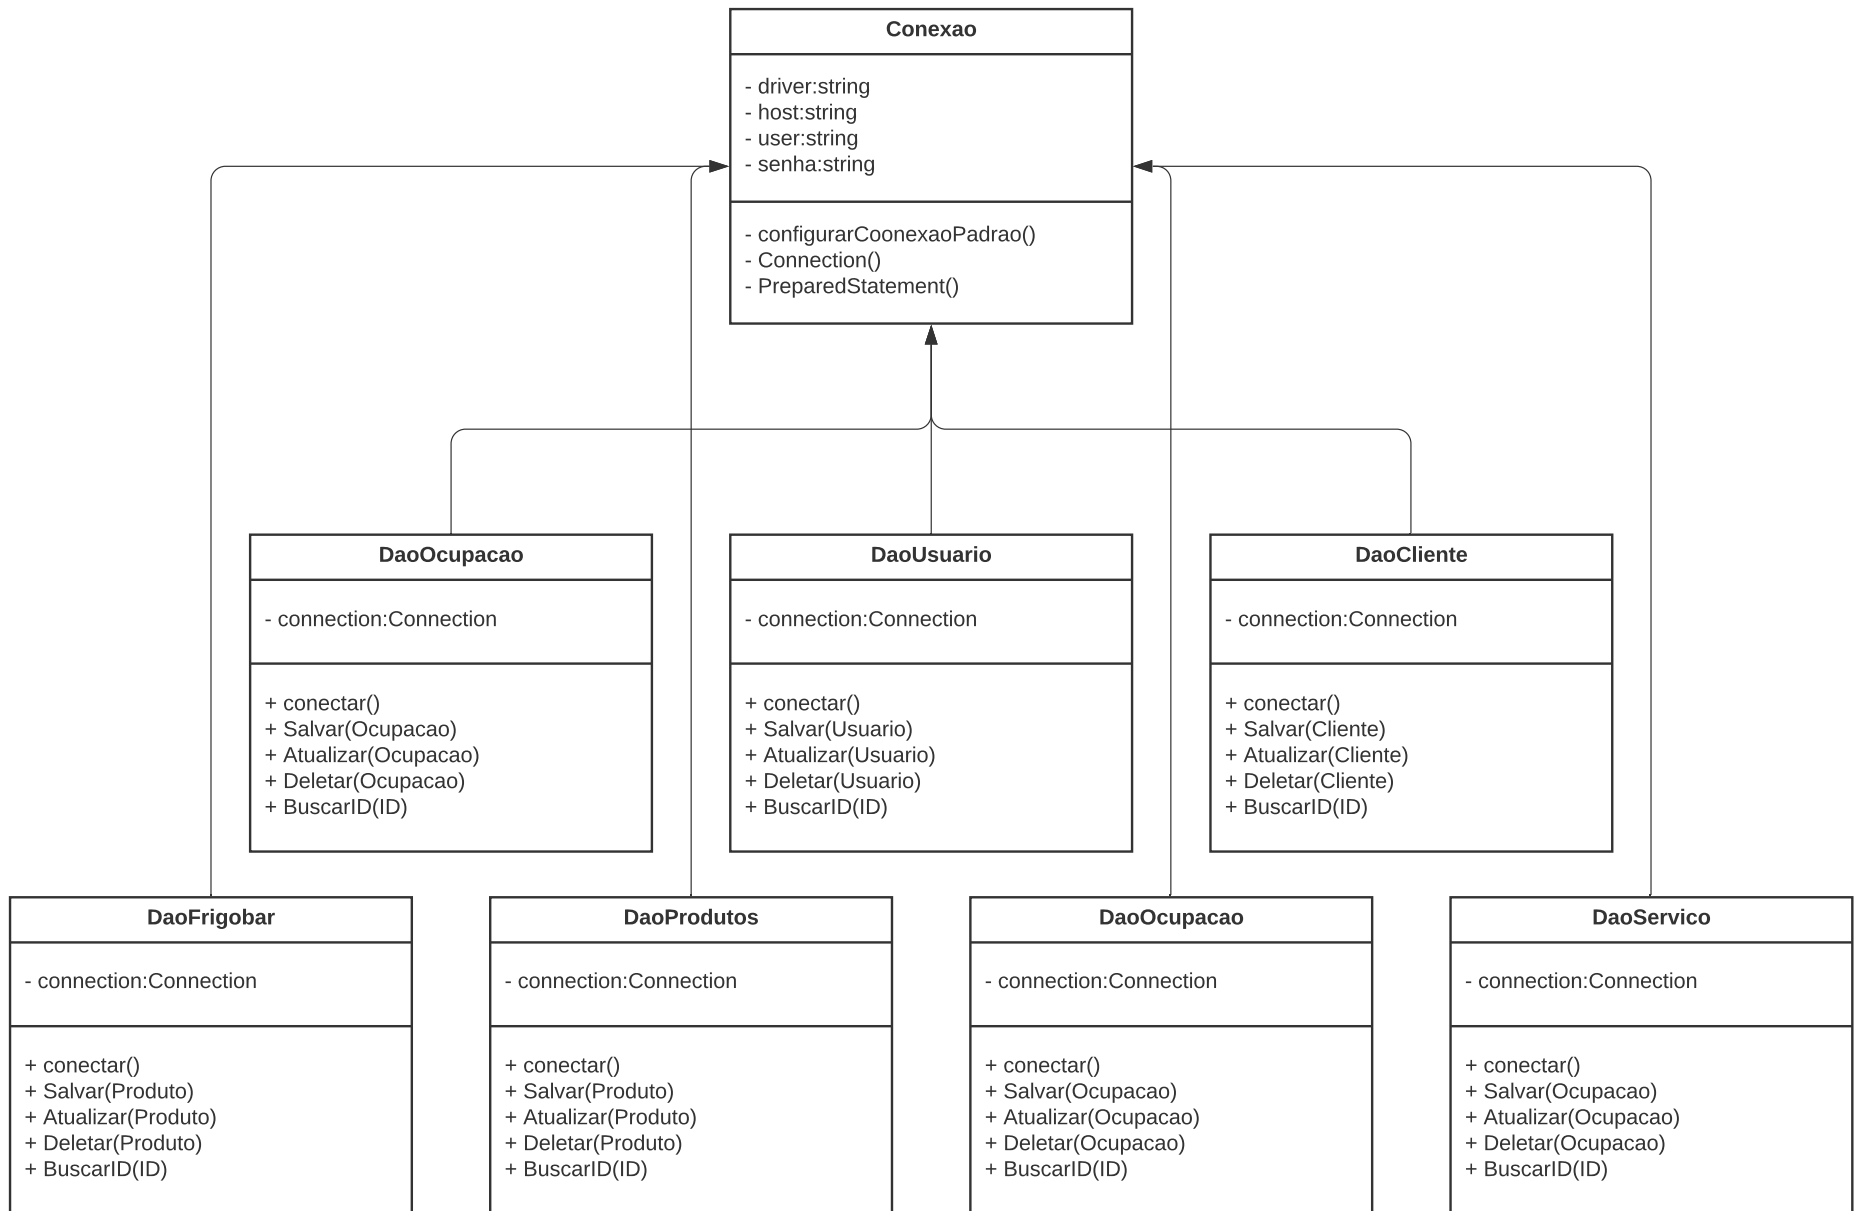 Conexao
- driver:string
- host:string
- user:string
- senha:string
- configurarCoonexaoPadrao()
- Connection()
- PreparedStatement()
DaoOcupacao
- connection:Connection
+ conectar()
+ Salvar(Ocupacao)
+ Atualizar(Ocupacao)
+ Deletar(Ocupacao)
+ BuscarID(ID)
DaoUsuario
- connection:Connection
+ conectar()
+ Salvar(Usuario)
+ Atualizar(Usuario)
+ Deletar(Usuario)
+ BuscarID(ID)
DaoCliente
- connection:Connection
+ conectar()
+ Salvar(Cliente)
+ Atualizar(Cliente)
+ Deletar(Cliente)
+ BuscarID(ID)
DaoFrigobar
- connection:Connection
+ conectar()
+ Salvar(Produto)
+ Atualizar(Produto)
+ Deletar(Produto)
+ BuscarID(ID)
DaoProdutos
- connection:Connection
+ conectar()
+ Salvar(Produto)
+ Atualizar(Produto)
+ Deletar(Produto)
+ BuscarID(ID)
DaoOcupacao
- connection:Connection
+ conectar()
+ Salvar(Ocupacao)
+ Atualizar(Ocupacao)
+ Deletar(Ocupacao)
+ BuscarID(ID)
DaoServico
- connection:Connection
+ conectar()
+ Salvar(Ocupacao)
+ Atualizar(Ocupacao)
+ Deletar(Ocupacao)
+ BuscarID(ID)